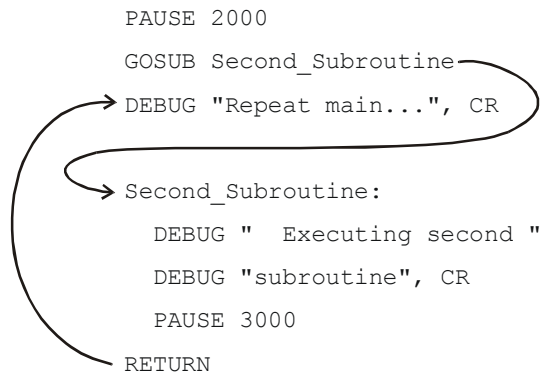 PAUSE 2000
GOSUB Second_Subroutine
DEBUG "Repeat main...", CR
Second_Subroutine:
DEBUG "  Executing second "
DEBUG "subroutine", CR
PAUSE 3000
RETURN